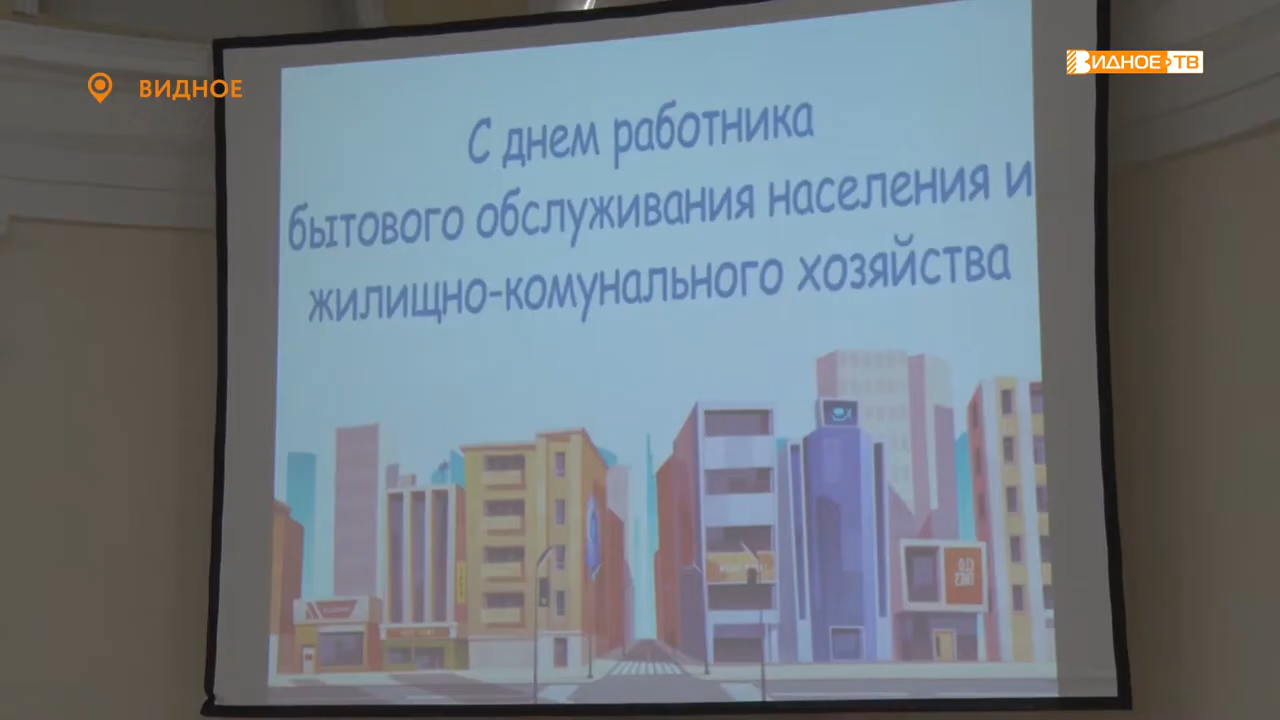 ВИДНОЕ
ВИДНОЕ ТВ
С днем работника
бытового обслуживания населения и
жилищно-комунального хозяйства